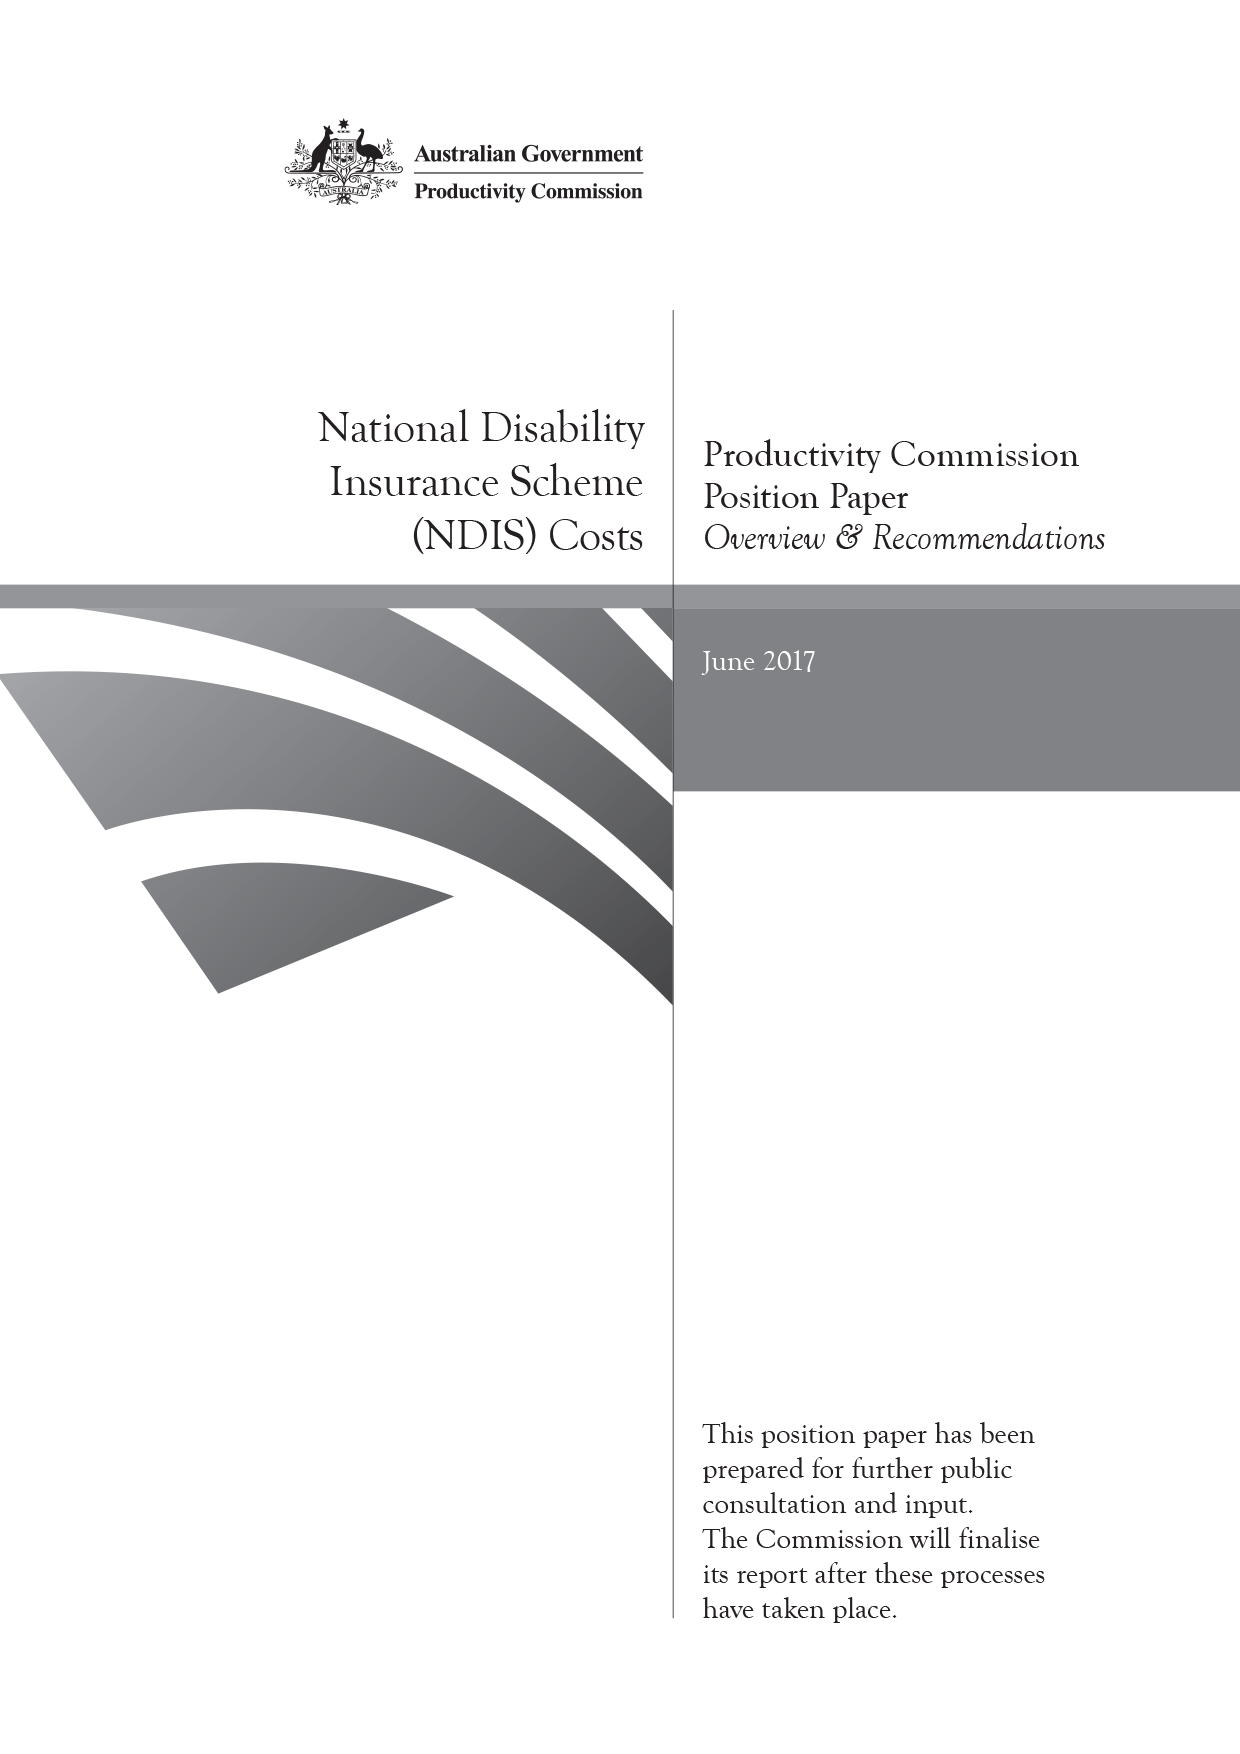 Australian Government
Productivity Commission
AUSTRALIA
National Disability
Insurance Scheme
(NDIS) Costs
Productivity Commission
Position Paper
Overview & Recommendations
June 2017
This position paper has been
prepared for further public
consultation and input.
The Commission will finalise
its report after these processes
have taken place.